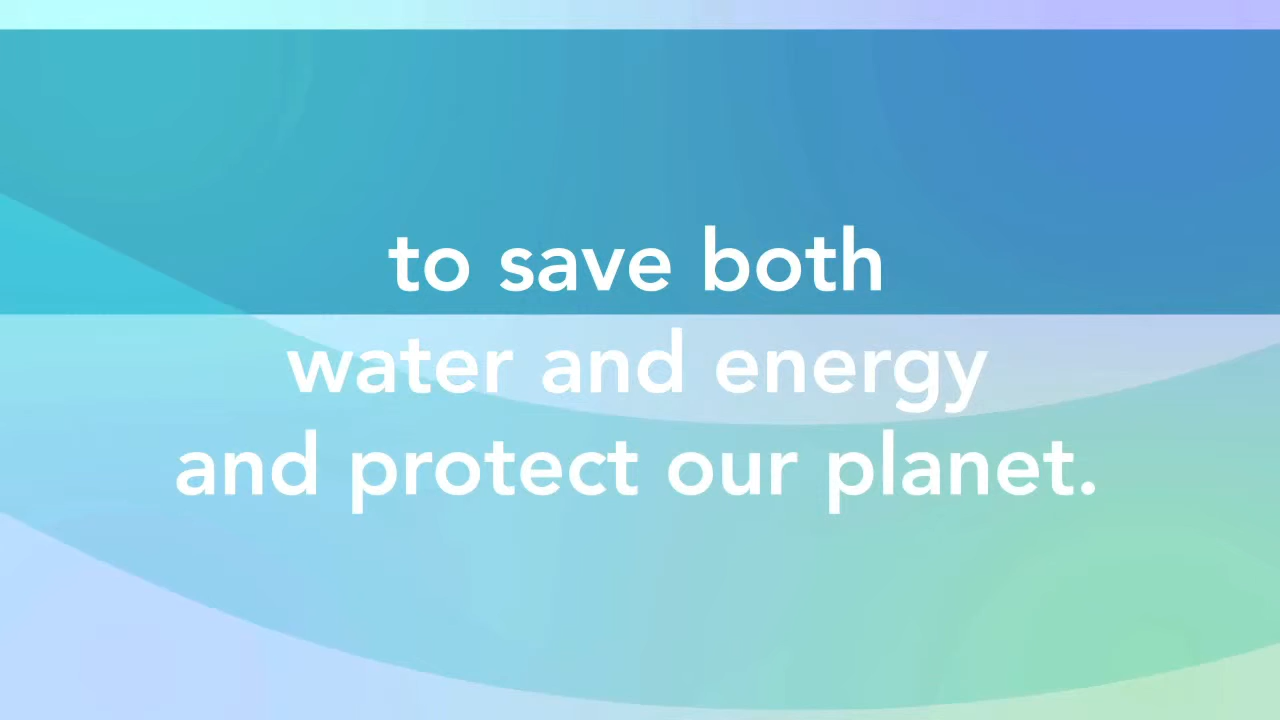 to save both
water and energy
and protect our planet.